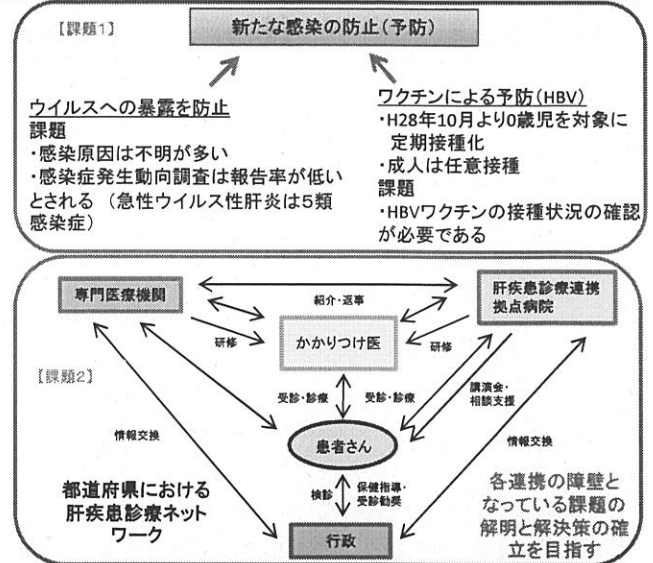 【課題1】
新たな感染の防止(予防)
ウイルスへの暴露を防止
課題
・感染原因は不明が多い
・感染症発生動向調査は報告率が低い
とされる (急性ウイルス性肝炎は5類
感染症)
ワクチンによる予防(HBV)
・H28年10月より0歳児を対象に
定期接種化
・成人は任意接種
課題
・HBVワクチンの接種状況の確認
が必要である
専門医療機関
肝疾患診療連携
拠点病院
紹介・返事
研修
かかりつけ医
研修
【課題2】
受診・診療
受診・診療
講演会・
相談支援
情報交換
患者さん
情報交換
都道府県における
肝疾患診療ネット
ワーク
検診
保健指導・
受診勧奨
行政
各連携の障壁と
なっている課題の
解明と解決策の確
立を目指す